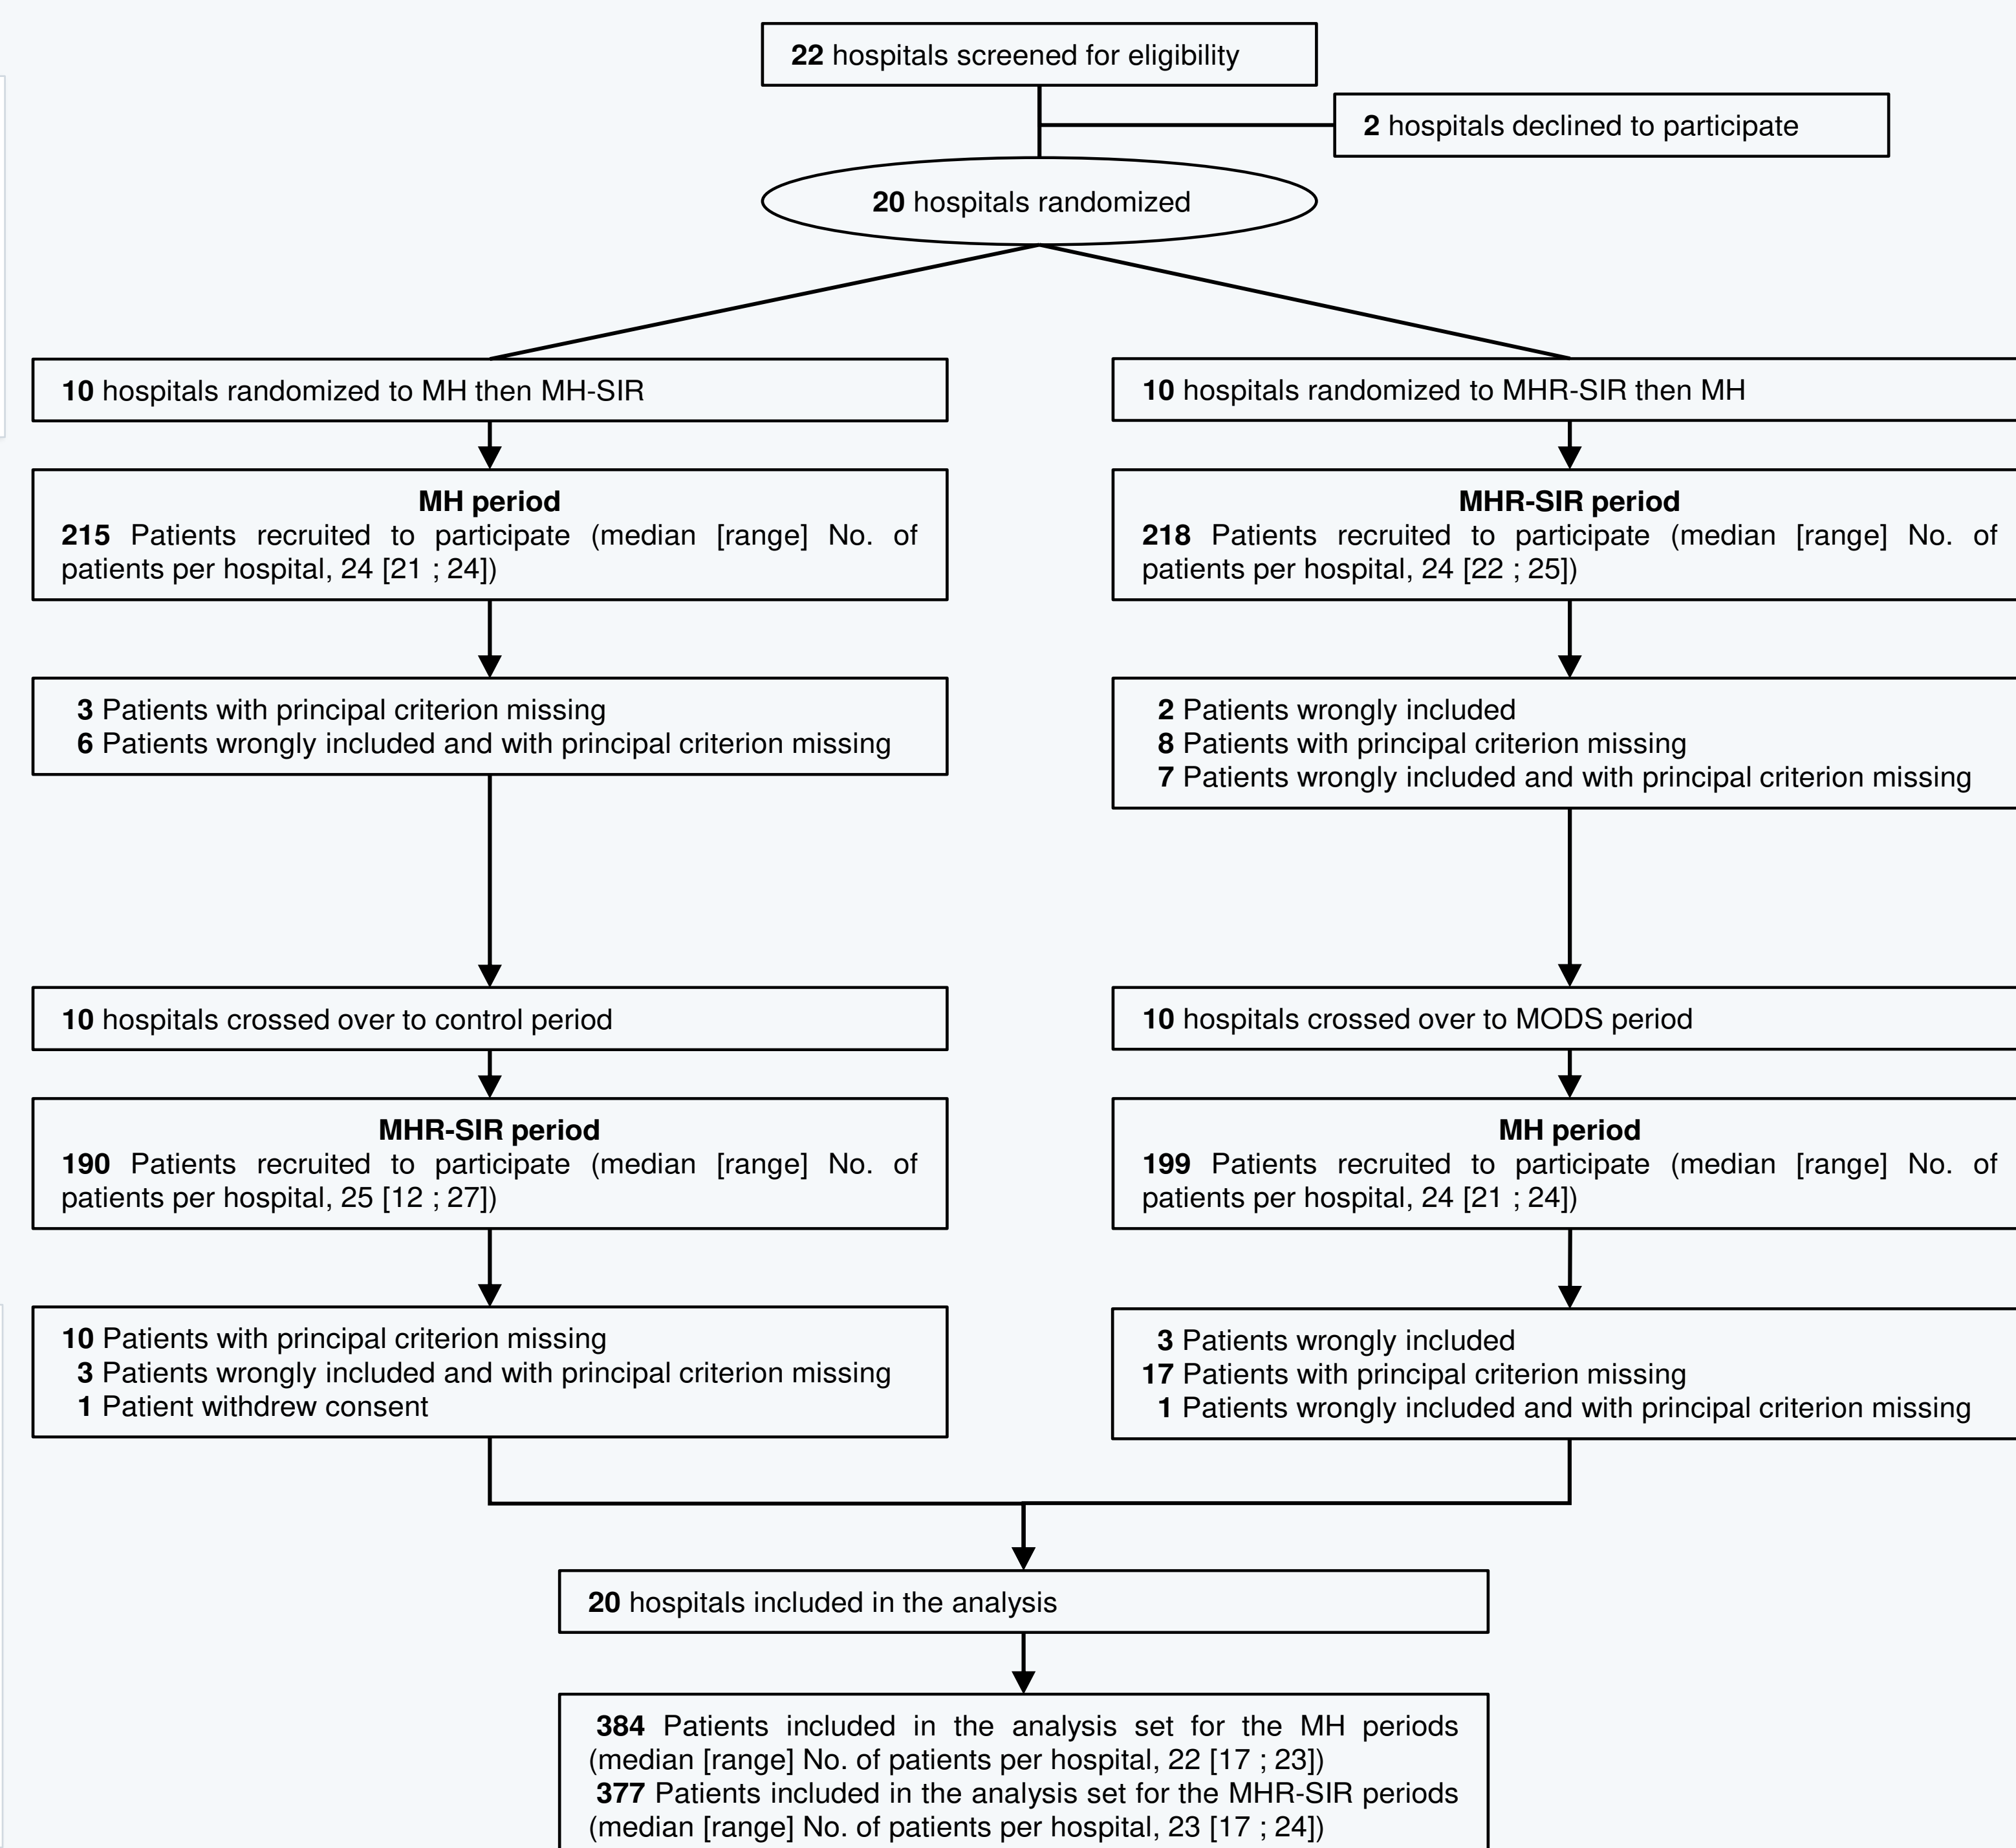 22 hospitals screened for eligibility
2 hospitals declined to participate
20 hospitals randomized
10 hospitals randomized to MH then MH-SIR
10 hospitals randomized to MHR-SIR then MH
MH period
215 Patients recruited to participate (median [range] No. of
patients per hospital, 24 [21 ; 24])
MHR-SIR period
218 Patients recruited to participate (median [range] No. of
patients per hospital, 24 [22 ; 25])
3 Patients with principal criterion missing
6 Patients wrongly included and with principal criterion missing
2 Patients wrongly included
8 Patients with principal criterion missing
7 Patients wrongly included and with principal criterion missing
10 hospitals crossed over to control period
10 hospitals crossed over to MODS period
MHR-SIR period
190 Patients recruited to participate (median [range] No. of
patients per hospital, 25 [12 ; 27])
MH period
199 Patients recruited to participate (median [range] No. of
patients per hospital, 24 [21 ; 24])
10 Patients with principal criterion missing
3 Patients wrongly included and with principal criterion missing
1 Patient withdrew consent
3 Patients wrongly included
17 Patients with principal criterion missing
1 Patients wrongly included and with principal criterion missing
20 hospitals included in the analysis
384 Patients included in the analysis set for the MH periods
(median [range] No. of patients per hospital, 22 [17 ; 23])
377 Patients included in the analysis set for the MHR-SIR periods
(median [range] No. of patients per hospital, 23 [17 ; 24])